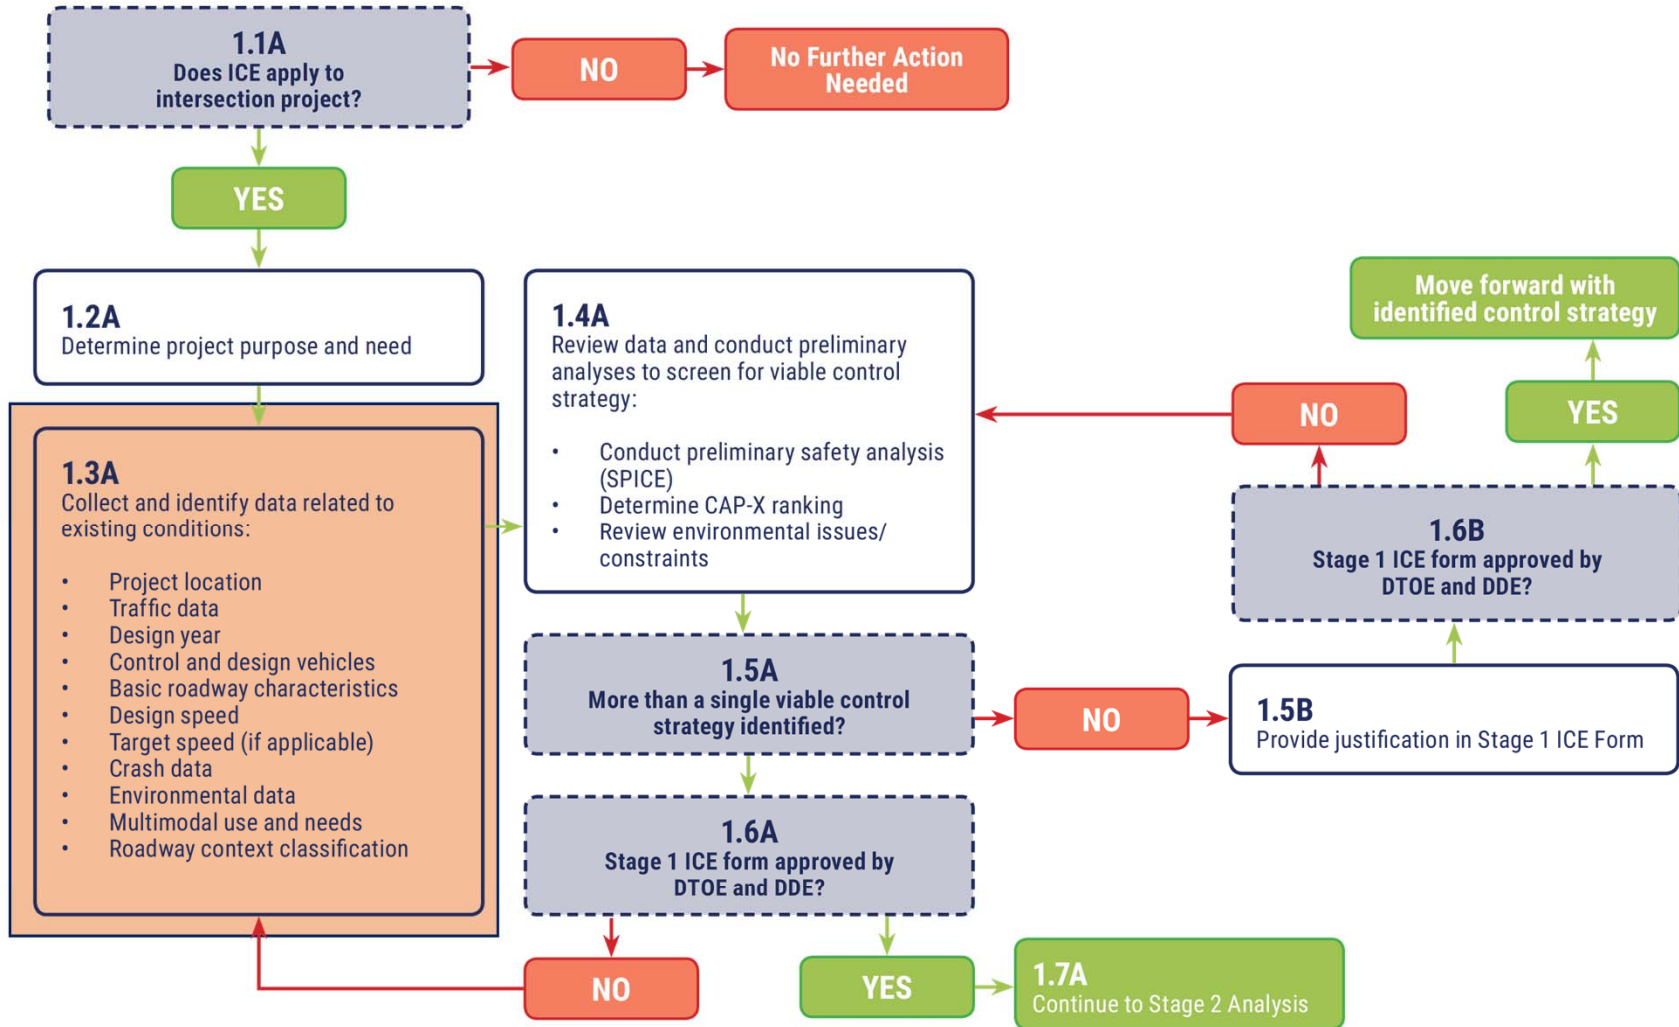 1.1A
Does ICE apply to
intersection project?
NO
No Further Action
Needed
YES
1.2A
Determine project purpose and need
1.3A
Collect and identify data related to
existing conditions:
• Project location
• Traffic data
• Design year
• Control and design vehicles
• Basic roadway characteristics
• Design speed
• Target speed (if applicable)
• Crash data
• Environmental data
• Multimodal use and needs
• Roadway context classification
1.4A
Review data and conduct preliminary
analyses to screen for viable control
strategy:
• Conduct preliminary safety analysis
(SPICE)
• Determine CAP-X ranking
• Review environmental issues/
constraints
1.5A
More than a single viable control
strategy identified?
NO
1.5B
Provide justification in Stage 1 ICE Form
1.6B
Stage 1 ICE form approved by
DTOE and DDE?
NO
YES
Move forward with
identified control strategy
1.6A
Stage 1 ICE form approved by
DTOE and DDE?
NO
YES
1.7A
Continue to Stage 2 Analysis